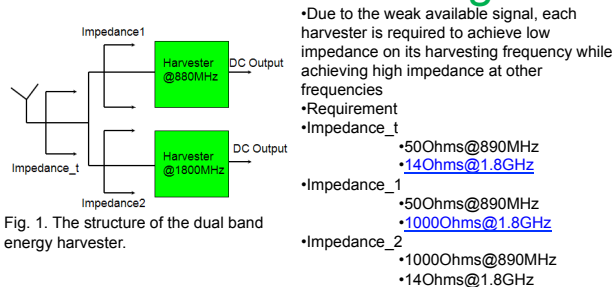 Impedance1
Harvester
@880MHz
DC Output
Harvester
@1800MHz
DC Output
Impedance_t
Impedance2
Fig. 1. The structure of the dual band
energy harvester.
•Due to the weak available signal, each
harvester is required to achieve low
impedance on its harvesting frequency while
achieving high impedance at other
frequencies
•Requirement
•Impedance_t
•50Ohms@890MHz
•14Ohms@1.8GHz
•Impedance_1
•50Ohms@890MHz
•1000Ohms@1.8GHz
•Impedance_2
•1000Ohms@890MHz
•14Ohms@1.8GHz